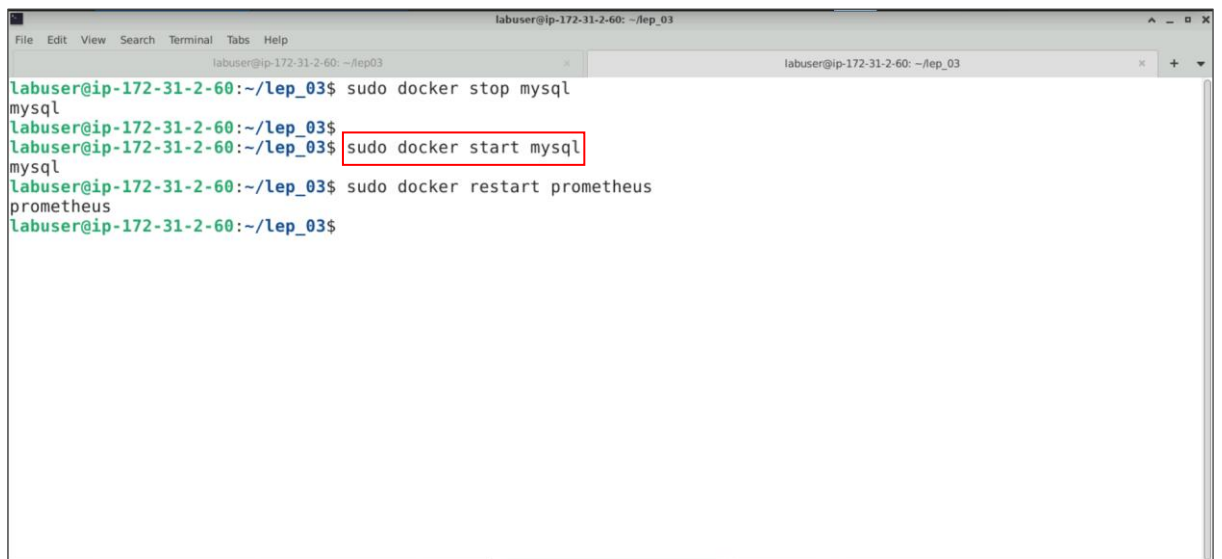 labuser@ip-172-31-2-60: ~/lep_03
File Edit View Search Terminal Tabs Help
labuser@ip-172-31-2-60: ~/lep03
labuser@ip-172-31-2-60: ~/lep_03
labuser@ip-172-31-2-60:~/lep_03$ sudo docker stop mysql
mysql
labuser@ip-172-31-2-60:~/lep_03$
labuser@ip-172-31-2-60:~/lep_03$ sudo docker start mysql
mysql
labuser@ip-172-31-2-60:~/lep_03$ sudo docker restart prometheus
prometheus
labuser@ip-172-31-2-60:~/lep_03$